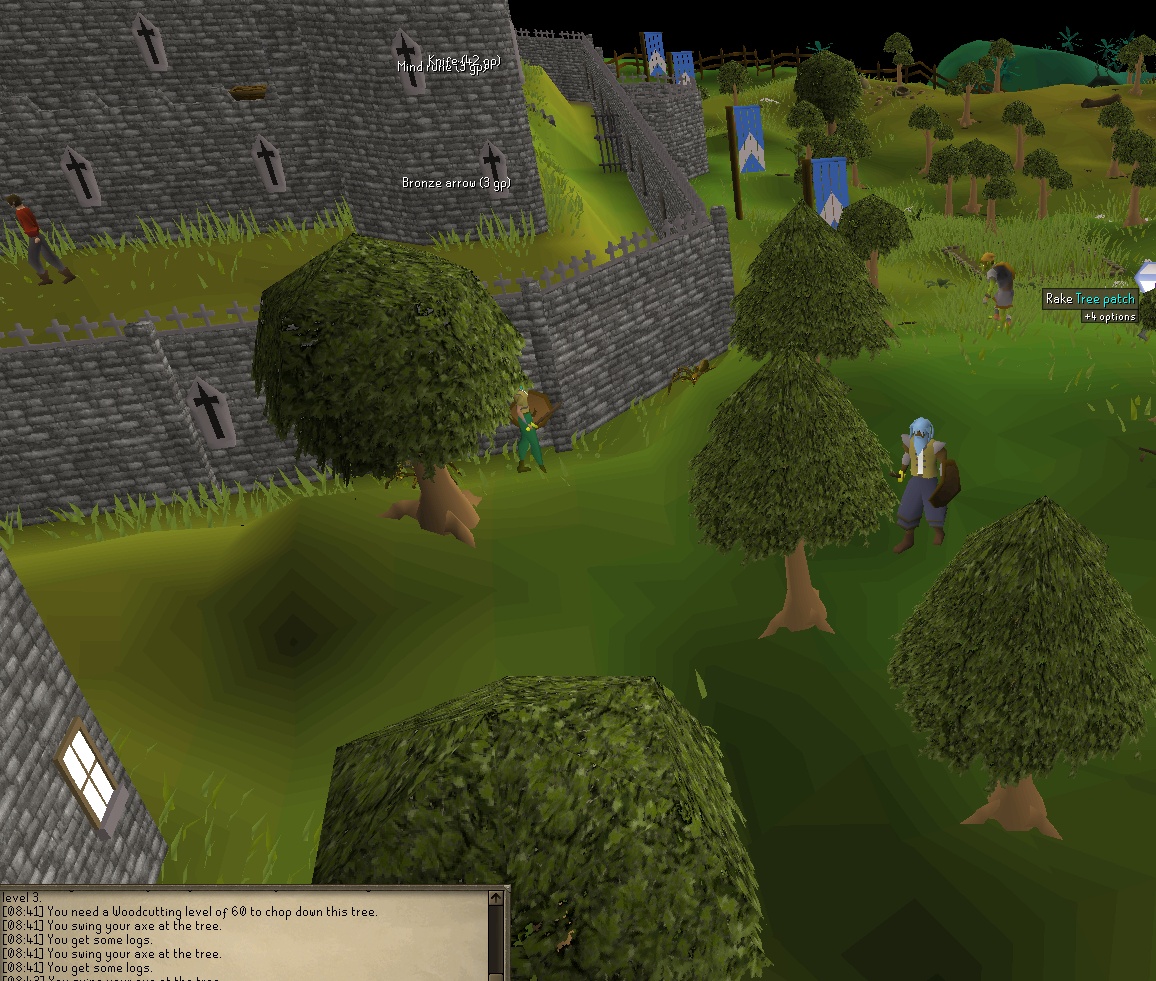 Knife (42 gp)
Mind rune (3 gp)
Bronze arrow (3 gp)
Rake Tree patch
+4 options
level 3.
[08:41] You need a Woodcutting level of 60 to chop down this tree.
[08:41] You swing your axe at the tree.
[08:41] You get some logs.
[08:41] You swing your axe at the tree.
[08:41] You get some logs.